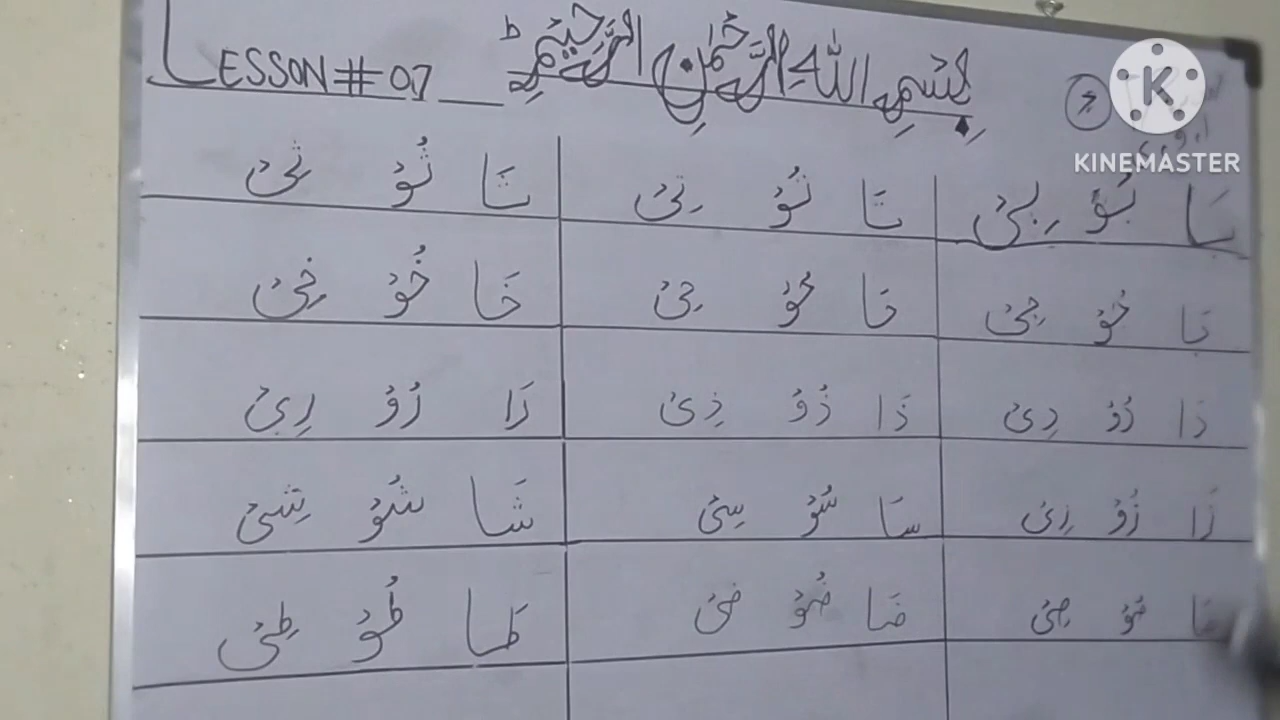 LESSON # 07 بِسْمِ اللّٰهِ الرَّحْمٰنِ الرَّحِيْمِ ط
KINEMASTER
بَا بُوْ بِىْ تَا تُوْ تِىْ ثَا ثُوْ ثِىْ
جَا جُوْ جِىْ حَا حُوْ حِىْ خَا خُوْ خِىْ
دَا دُوْ دِىْ ذَا ذُوْ ذِىْ رَا رُوْ رِىْ
زَا زُوْ زِىْ سَا سُوْ سِىْ شَا شُوْ شِىْ
صَا صُوْ صِىْ ضَا ضُوْ ضِىْ طَا طُوْ طِىْ